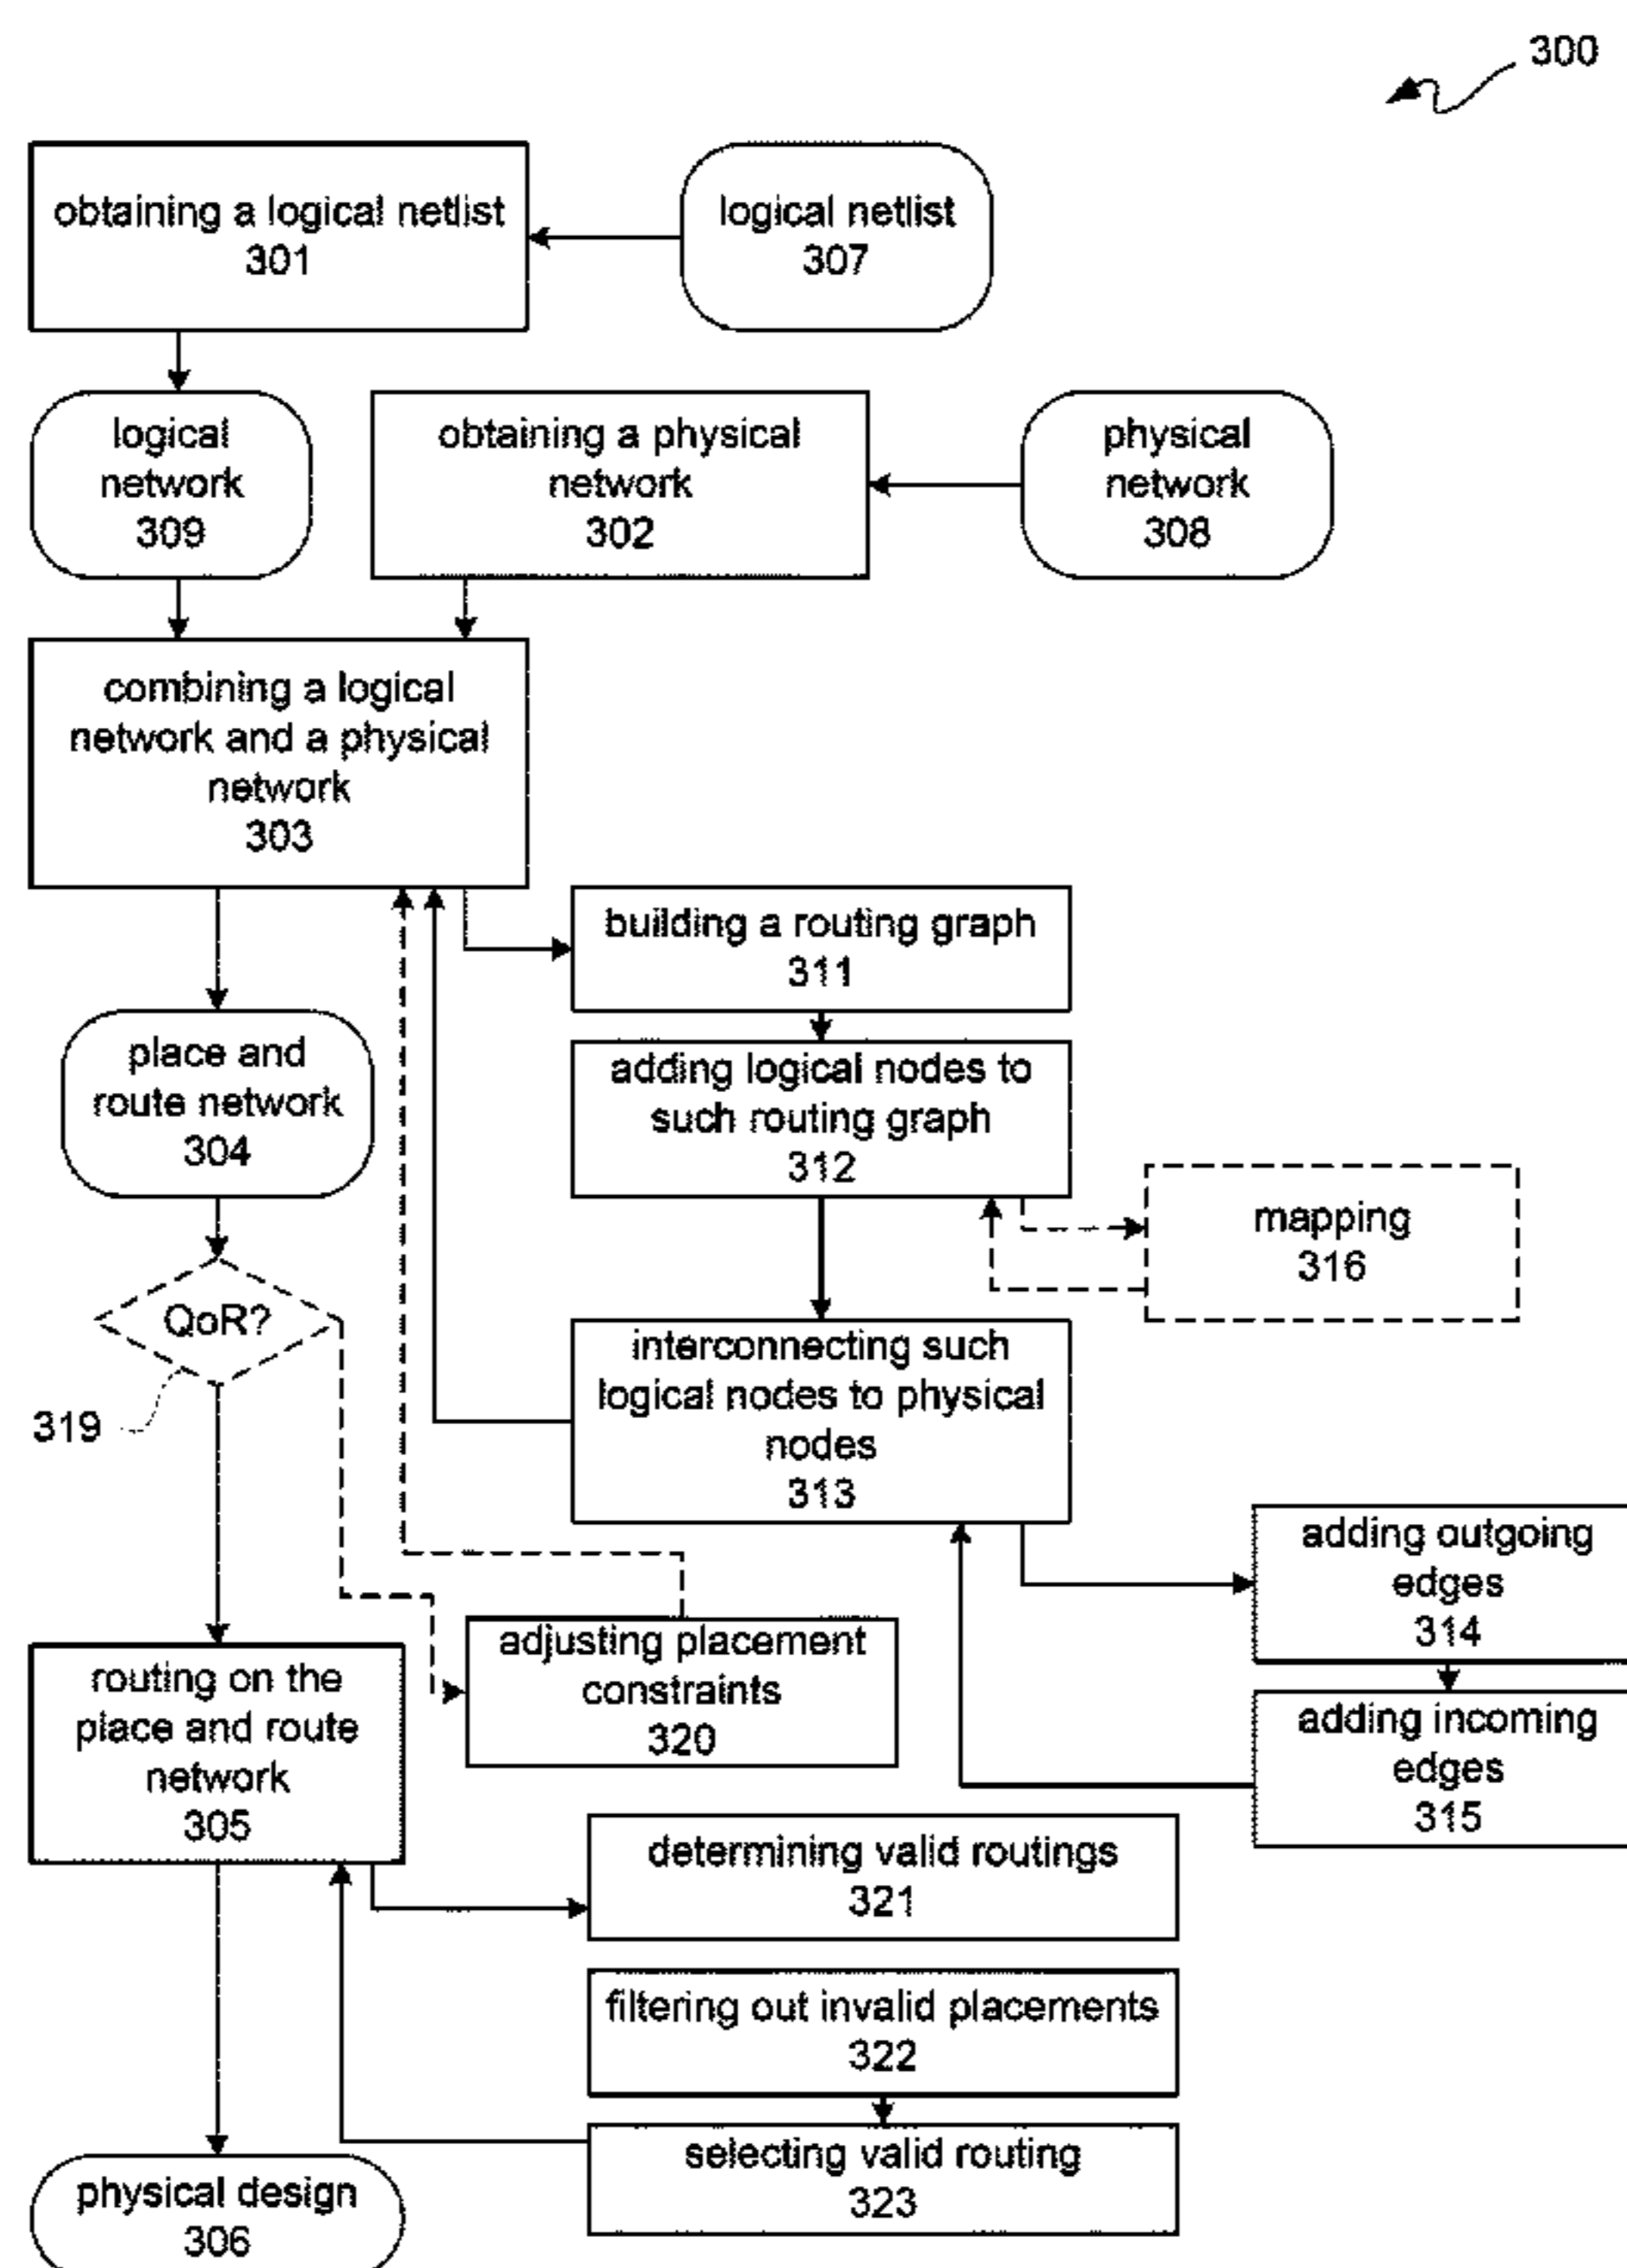 300
obtaining a logical netlist
301
logical netlist
307
logical
network
309
obtaining a physical
network
302
physical
network
308
combining a logical
network and a physical
network
303
building a routing graph
311
place and
route network
304
adding logical nodes to
such routing graph
312
mapping
316
QoR?
319
interconnecting such
logical nodes to physical
nodes
313
adding outgoing
edges
314
adjusting placement
constraints
320
routing on the
place and route
network
305
adding incoming
edges
315
determining valid routings
321
filtering out invalid placements
322
selecting valid routing
323
physical design
306